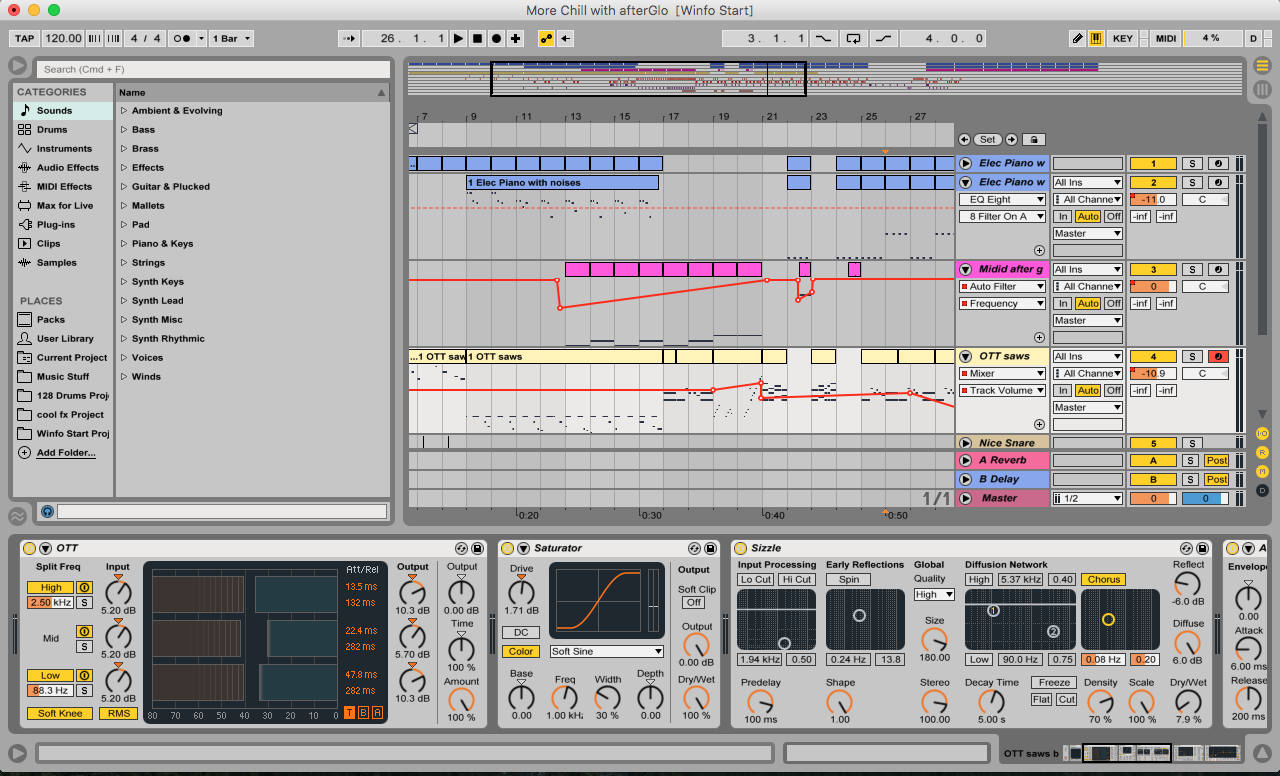 More Chill with afterGlo  [Winfo Start]
TAP 120.00 4 / 4 1 Bar 26. 1. 1 3. 1. 1 4. 0. 0 KEY MIDI 4 % D
Search (Cmd + F)
CATEGORIES
Sounds
Drums
Instruments
Audio Effects
MIDI Effects
Max for Live
Plug-ins
Clips
Samples
PLACES
Packs
User Library
Current Project
Music Stuff
128 Drums Proj
cool fx Project
Winfo Start Proj
Add Folder...
Name
Ambient & Evolving
Bass
Brass
Effects
Guitar & Plucked
Mallets
Pad
Piano & Keys
Strings
Synth Keys
Synth Lead
Synth Misc
Synth Rhythmic
Voices
Winds
7 9 11 13 15 17 19 21 23 25 27
Set
Elec Piano w 1 S
1 Elec Piano with noises
Elec Piano w All Ins 2 S
EQ Eight All Channe -11.0 C
8 Filter On A In Auto Off -inf -inf
Master
Midid after g All Ins 3 S
Auto Filter All Channe 0 C
Frequency In Auto Off -inf -inf
Master
...1 OTT saw 1 OTT saws
OTT saws All Ins 4 S
Mixer All Channe -10.9 C
Track Volume In Auto Off -inf -inf
Master
Nice Snare 5 S
A Reverb A S Post
B Delay B S Post
1/1 Master 1/2 0 0
0:20 0:30 0:40 0:50
I·O
R
M
D
OTT
Split Freq Input Att/Rel Output Output
High S 2.50 kHz 5.20 dB 13.5 ms 132 ms 10.3 dB 0.00 dB
Mid S 5.20 dB 22.4 ms 282 ms 5.70 dB Time 100 %
Low S 88.3 Hz 5.20 dB 47.8 ms 282 ms 10.3 dB Amount 100 %
Soft Knee RMS 80 70 60 50 40 30 20 10 0 T B A
Saturator
Drive 1.71 dB
DC
Color
Soft Sine
Output
Soft Clip
Off
Output
0.00 dB
Base Freq Width Depth Dry/Wet
0.00 1.00 kHz 30 % 0.00 100 %
Sizzle
Input Processing Early Reflections Global Diffusion Network Reflect
Lo Cut Hi Cut Spin Quality High 5.37 kHz 0.40 Chorus
High
-6.0 dB
1
2
Size
180.00
Diffuse
6.0 dB
1.94 kHz 0.50 0.24 Hz 13.8 Low 90.0 Hz 0.75 0.08 Hz 0.20
Predelay Shape Stereo Decay Time Freeze Density Scale Dry/Wet
Flat Cut
100 ms 1.00 100.00 5.00 s 70 % 100 % 7.9 %
A
Envelope
0.00
Attack
6.00 ms
Release
200 ms
OTT saws b